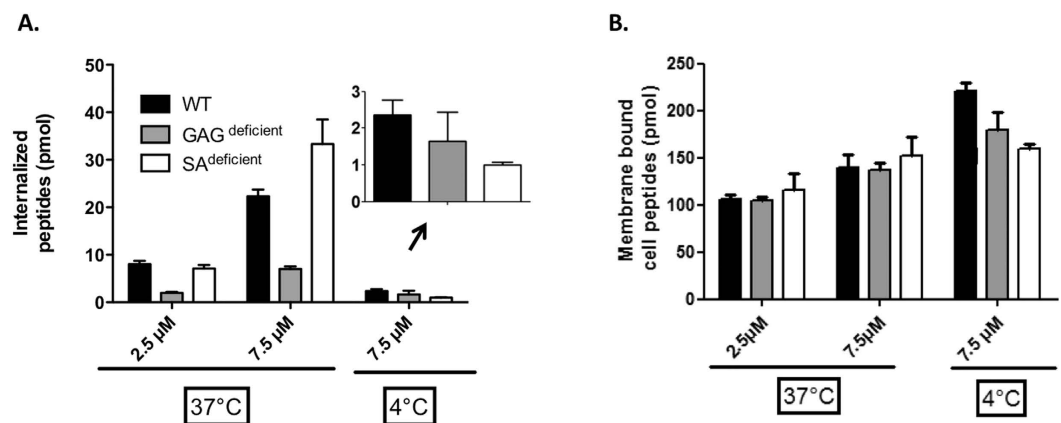 A.
Internalized
peptides (pmol)
50
40
30
20
10
0
WT
GAG deficient
SA deficient
3
2
1
0
2.5 µM
7.5 µM
7.5 µM
37°C
4°C
B.
Membrane bound
cell peptides (pmol)
250
200
150
100
50
0
2.5µM
7.5µM
7.5 µM
37°C
4°C